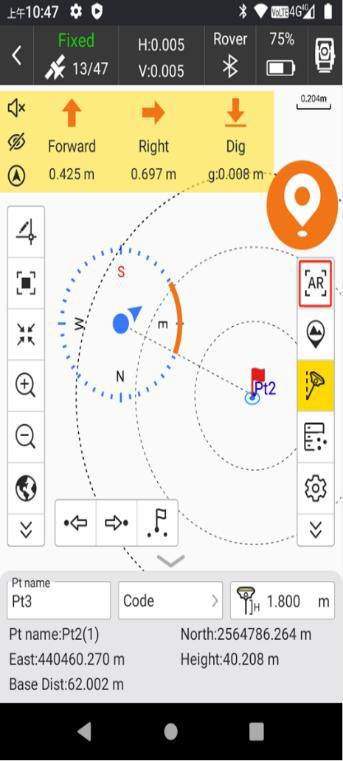 上午10:47
VoLTE 4G
Fixed
13/47
H:0.005
V:0.005
Rover
75%
0.204m
Forward
0.425 m
Right
0.697 m
Dig
g:0.008 m
S
W
E
N
AR
Pt2
Pt name
Pt3
Code
H
1.800 m
Pt name:Pt2(1)
North:2564786.264 m
East:440460.270 m
Height:40.208 m
Base Dist:62.002 m